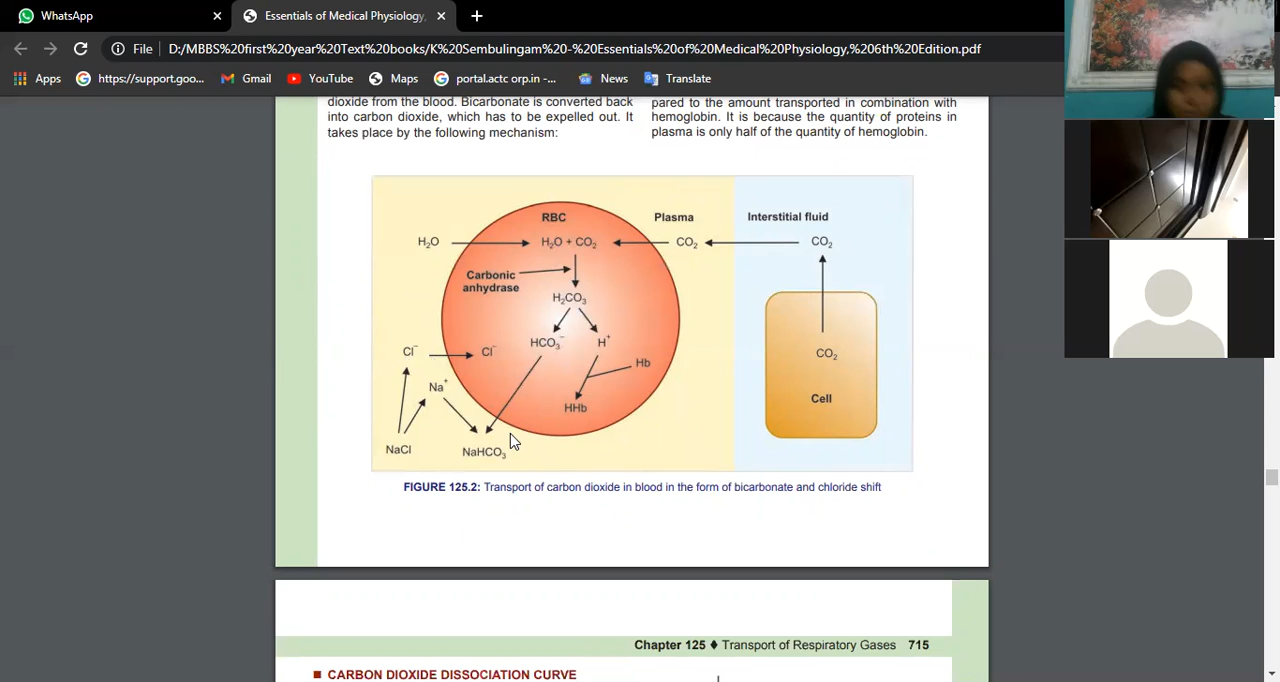 WhatsApp
Essentials of Medical Physiology,
File
D:/MBBS%20first%20year%20Text%20books/K%20Sembulingam%20-%20Essentials%20of%20Medical%20Physiology,%206th%20Edition.pdf
Apps
https://support.goo...
Gmail
YouTube
Maps
portal.actc orp.in -...
News
Translate
dioxide from the blood. Bicarbonate is converted back
into carbon dioxide, which has to be expelled out. It
takes place by the following mechanism:
pared to the amount transported in combination with
hemoglobin. It is because the quantity of proteins in
plasma is only half of the quantity of hemoglobin.
RBC
Plasma
Interstitial fluid
H₂O
H₂O + CO₂
CO₂
CO₂
Carbonic
anhydrase
H₂CO₃
HCO₃⁻
H⁺
Cl⁻
Cl⁻
CO₂
Hb
Na⁺
Cell
HHb
NaCl
NaHCO₃
FIGURE 125.2: Transport of carbon dioxide in blood in the form of bicarbonate and chloride shift
Chapter 125 ♦ Transport of Respiratory Gases 715
■ CARBON DIOXIDE DISSOCIATION CURVE